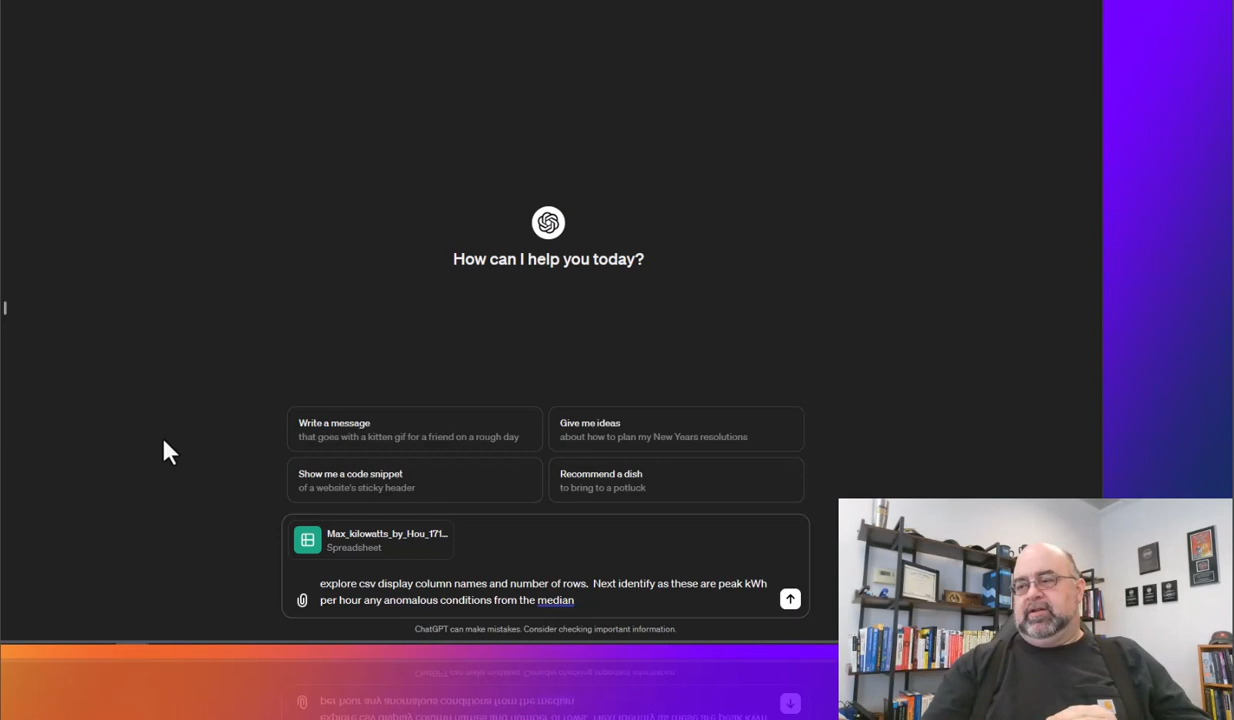 How can I help you today?
Write a message
that goes with a kitten gif for a friend on a rough day
Give me ideas
about how to plan my New Years resolutions
Show me a code snippet
of a website's sticky header
Recommend a dish
to bring to a potluck
Max_kilowatts_by_Hou_171...
Spreadsheet
explore csv display column names and number of rows.  Next identify as these are peak kWh
per hour any anomalous conditions from the median
ChatGPT can make mistakes. Consider checking important information.